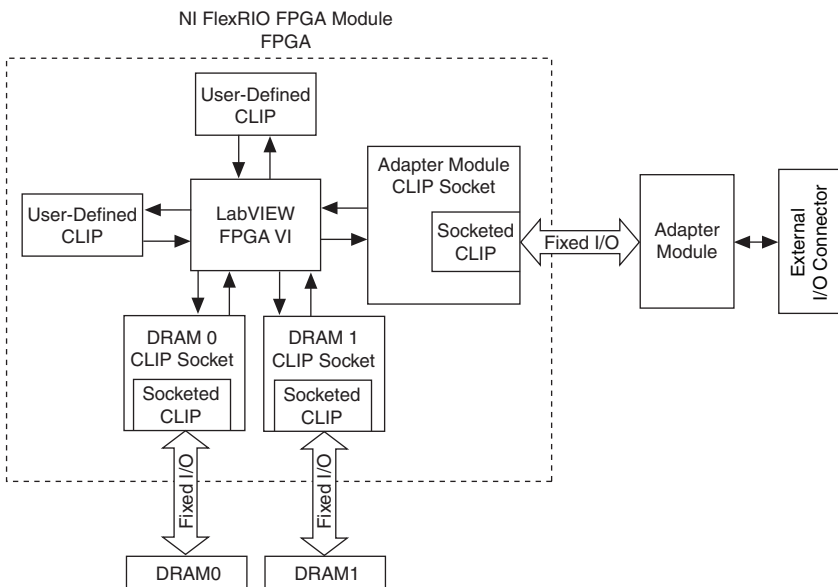 NI FlexRIO FPGA Module
FPGA
User-Defined
CLIP
User-Defined
CLIP
LabVIEW
FPGA VI
Adapter Module
CLIP Socket
Socketed
CLIP
Fixed I/O
Adapter
Module
External
I/O Connector
DRAM 0
CLIP Socket
Socketed
CLIP
DRAM 1
CLIP Socket
Socketed
CLIP
Fixed I/O
Fixed I/O
DRAM0
DRAM1